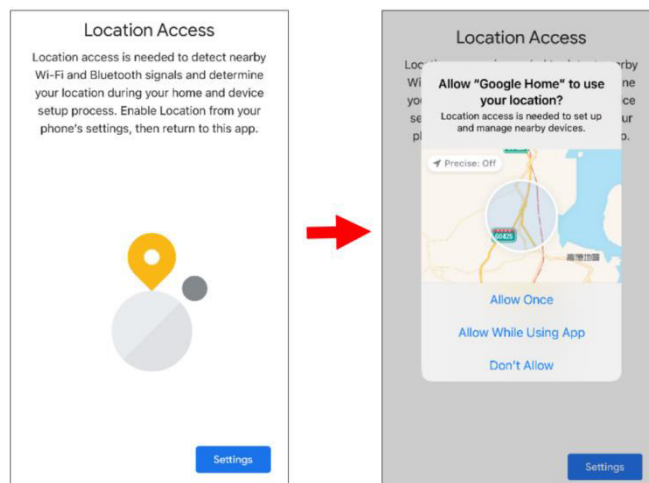 Location Access
Location access is needed to detect nearby
Wi-Fi and Bluetooth signals and determine
your location during your home and device
setup process. Enable Location from your
phone's settings, then return to this app.
Settings
Location Access
Allow "Google Home" to use
your location?
Location access is needed to set up
and manage nearby devices.
Precise: Off
G0425
Allow Once
Allow While Using App
Don't Allow
Settings